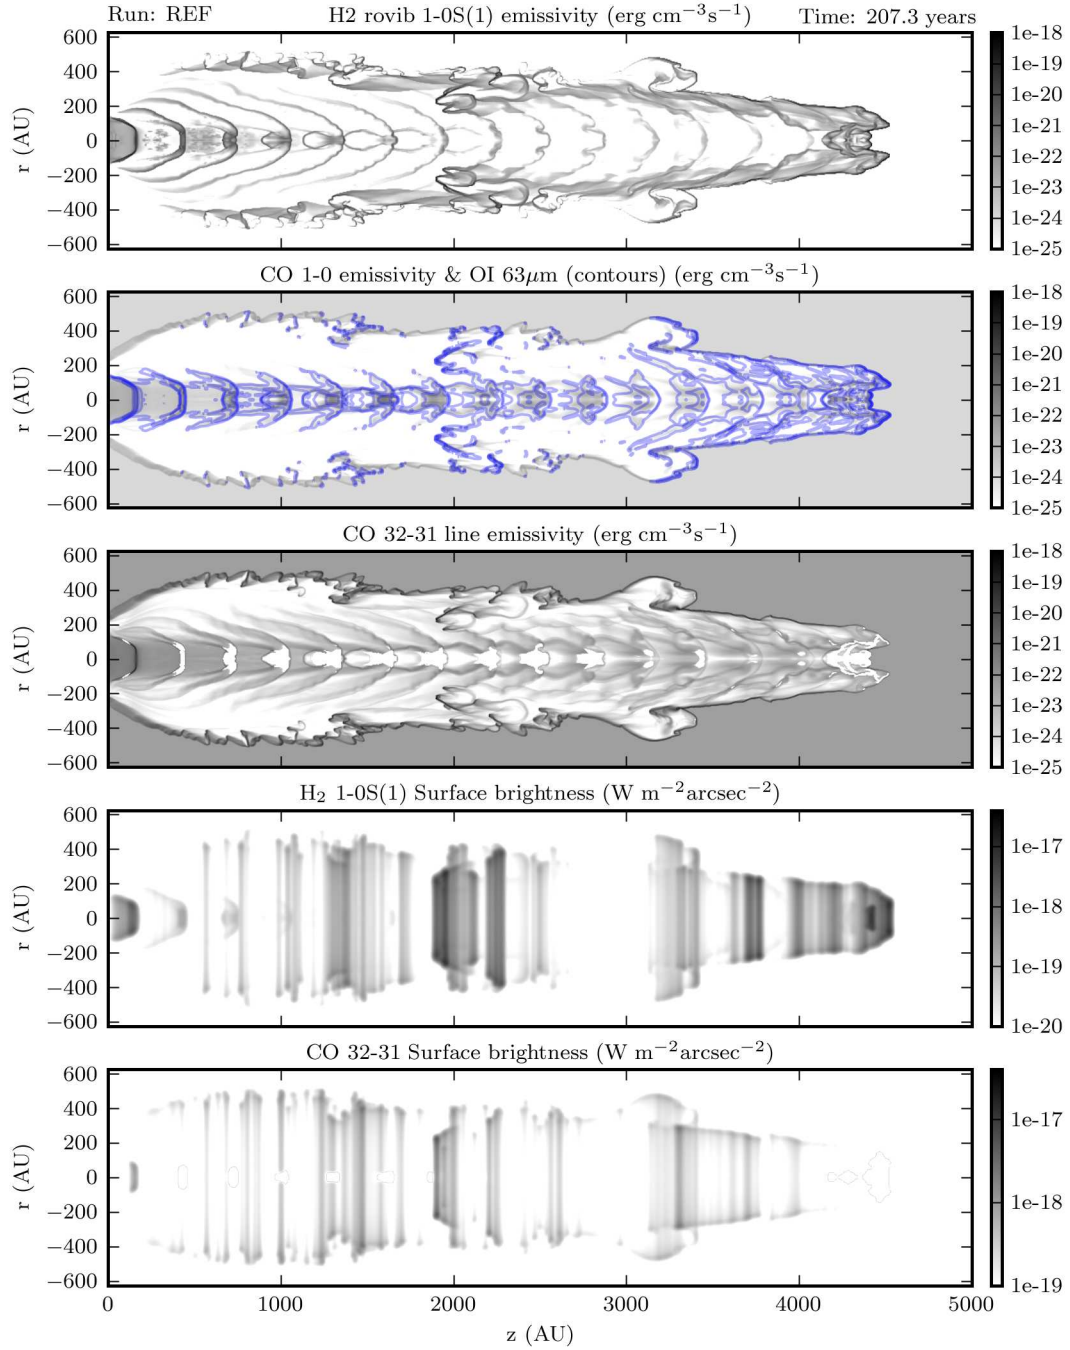 Run: REF H2 rovib 1-0S(1) emissivity (erg cm⁻³s⁻¹) Time: 207.3 years
600
400
200
0
−200
−400
−600
r (AU)
1e-18
1e-19
1e-20
1e-21
1e-22
1e-23
1e-24
1e-25
CO 1-0 emissivity & OI 63μm (contours) (erg cm⁻³s⁻¹)
600
400
200
0
−200
−400
−600
r (AU)
1e-18
1e-19
1e-20
1e-21
1e-22
1e-23
1e-24
1e-25
CO 32-31 line emissivity (erg cm⁻³s⁻¹)
600
400
200
0
−200
−400
−600
r (AU)
1e-18
1e-19
1e-20
1e-21
1e-22
1e-23
1e-24
1e-25
H₂ 1-0S(1) Surface brightness (W m⁻²arcsec⁻²)
600
400
200
0
−200
−400
−600
r (AU)
1e-17
1e-18
1e-19
1e-20
CO 32-31 Surface brightness (W m⁻²arcsec⁻²)
600
400
200
0
−200
−400
−600
r (AU)
1e-17
1e-18
1e-19
0 1000 2000 3000 4000 5000
z (AU)